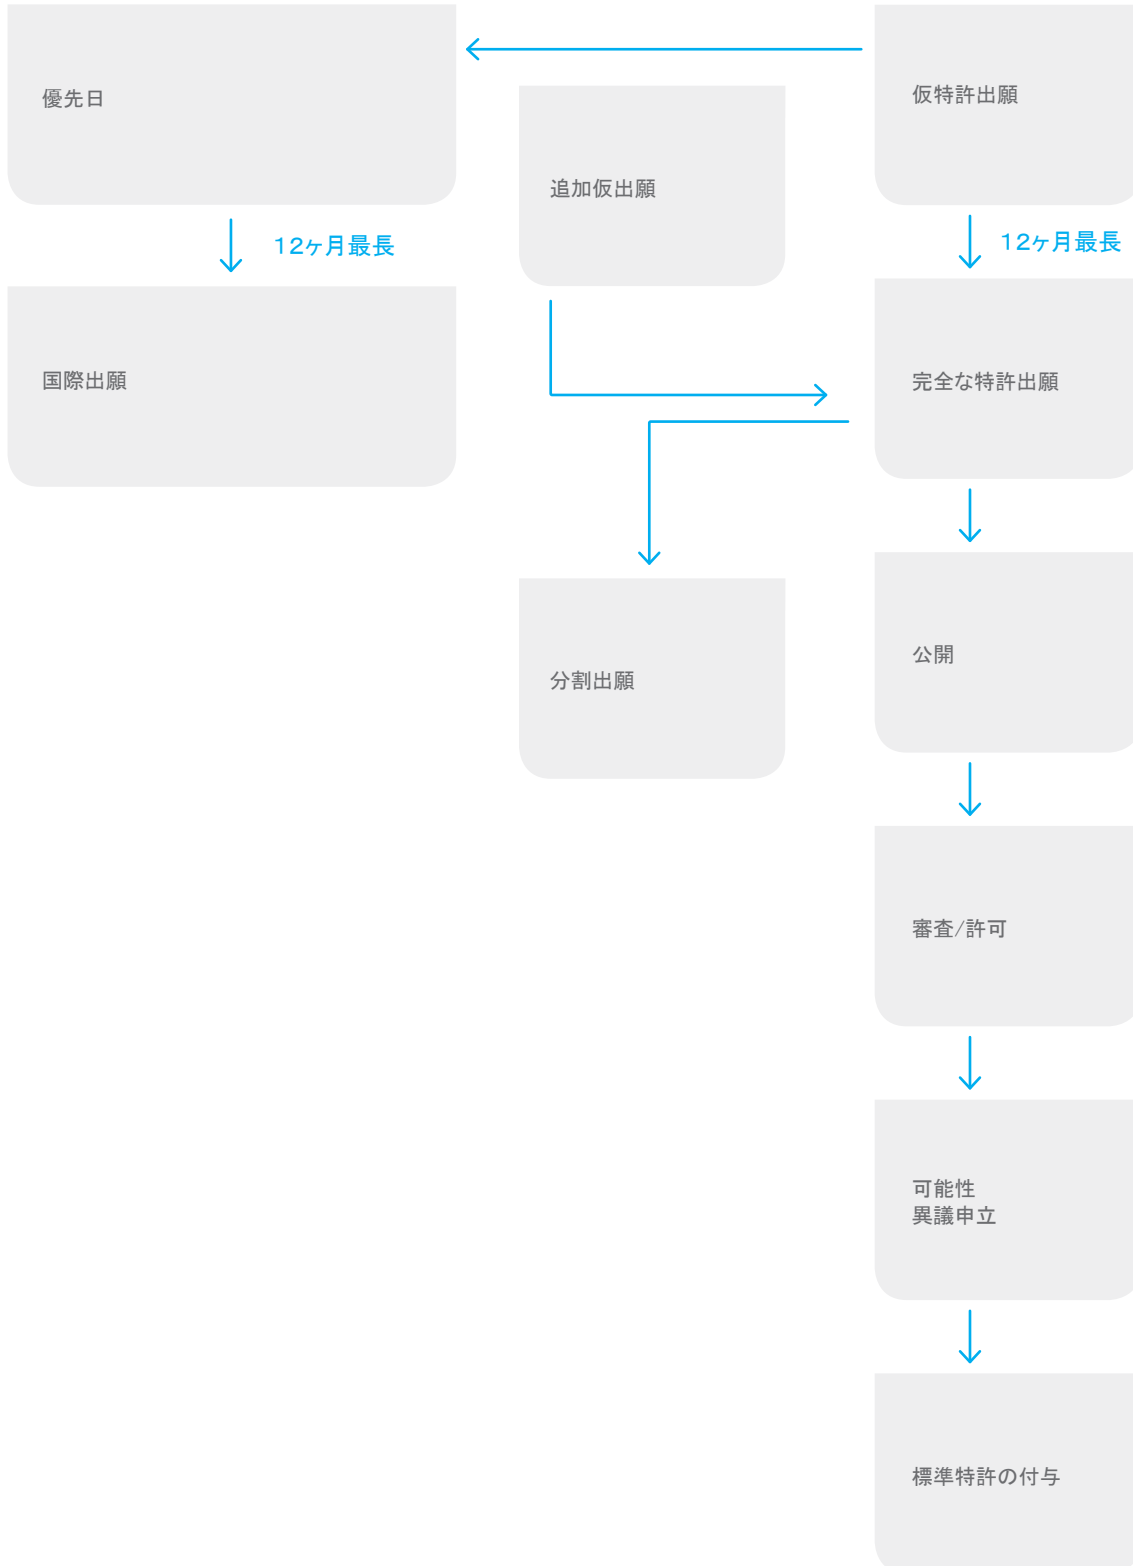 優先日
仮特許出願
追加仮出願
12ヶ月最長
12ヶ月最長
国際出願
完全な特許出願
公開
分割出願
審査/許可
可能性
異議申立
標準特許の付与